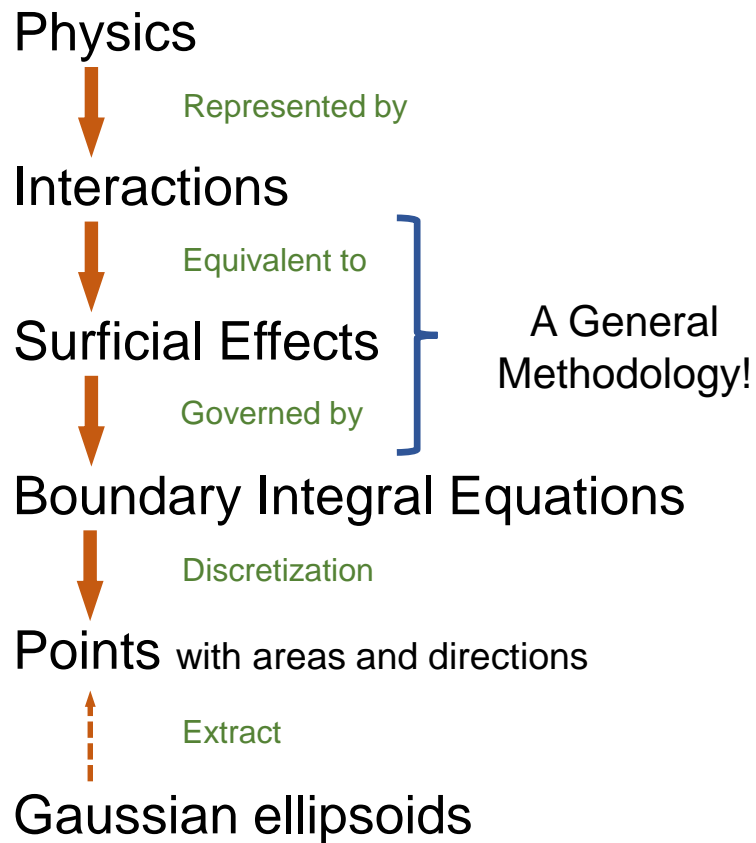 Physics
Represented by
Interactions
Equivalent to
Surficial Effects
A General
Methodology!
Governed by
Boundary Integral Equations
Discretization
Points with areas and directions
Extract
Gaussian ellipsoids